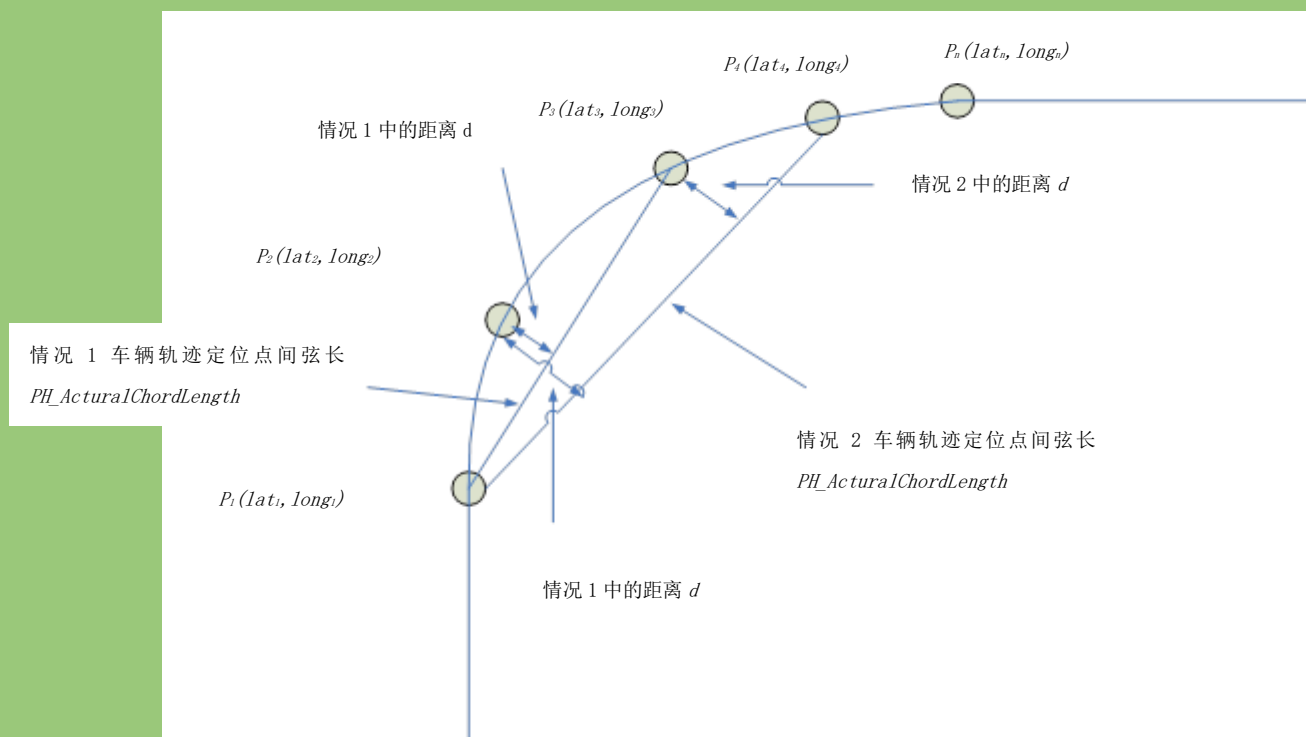 Pₙ(latₙ, longₙ)
P₄(lat₄, long₄)
P₃(lat₃, long₃)
情况 1 中的距离 d
情况 2 中的距离 d
P₂(lat₂, long₂)
情况 1 车辆轨迹定位点间弦长
PH_ActuralChordLength
情况 2 车辆轨迹定位点间弦长
PH_ActuralChordLength
P₁(lat₁, long₁)
情况 1 中的距离 d